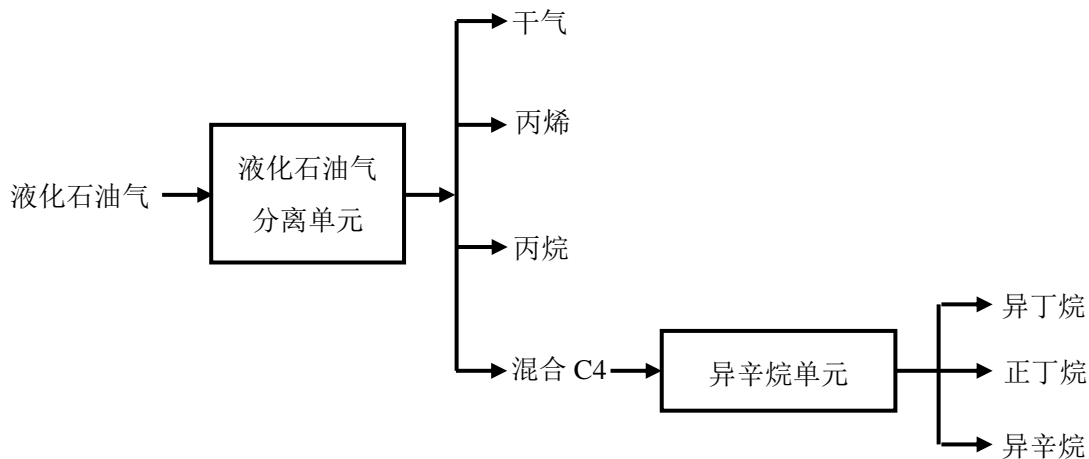 干气
丙烯
液化石油气
液化石油气
分离单元
丙烷
混合 C4
异辛烷单元
异丁烷
正丁烷
异辛烷